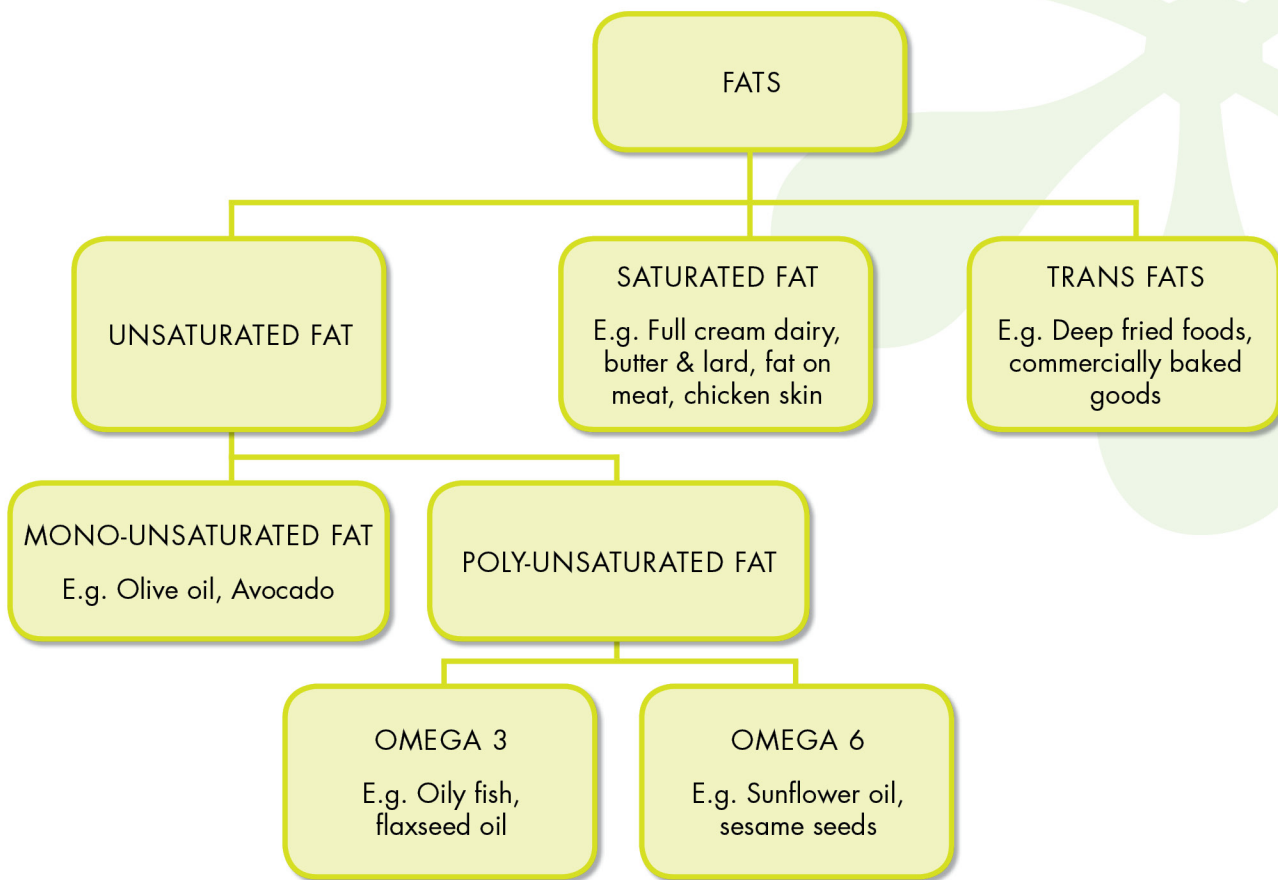 FATS
UNSATURATED FAT
SATURATED FAT
E.g. Full cream dairy,
butter & lard, fat on
meat, chicken skin
TRANS FATS
E.g. Deep fried foods,
commercially baked
goods
MONO-UNSATURATED FAT
E.g. Olive oil, Avocado
POLY-UNSATURATED FAT
OMEGA 3
E.g. Oily fish,
flaxseed oil
OMEGA 6
E.g. Sunflower oil,
sesame seeds